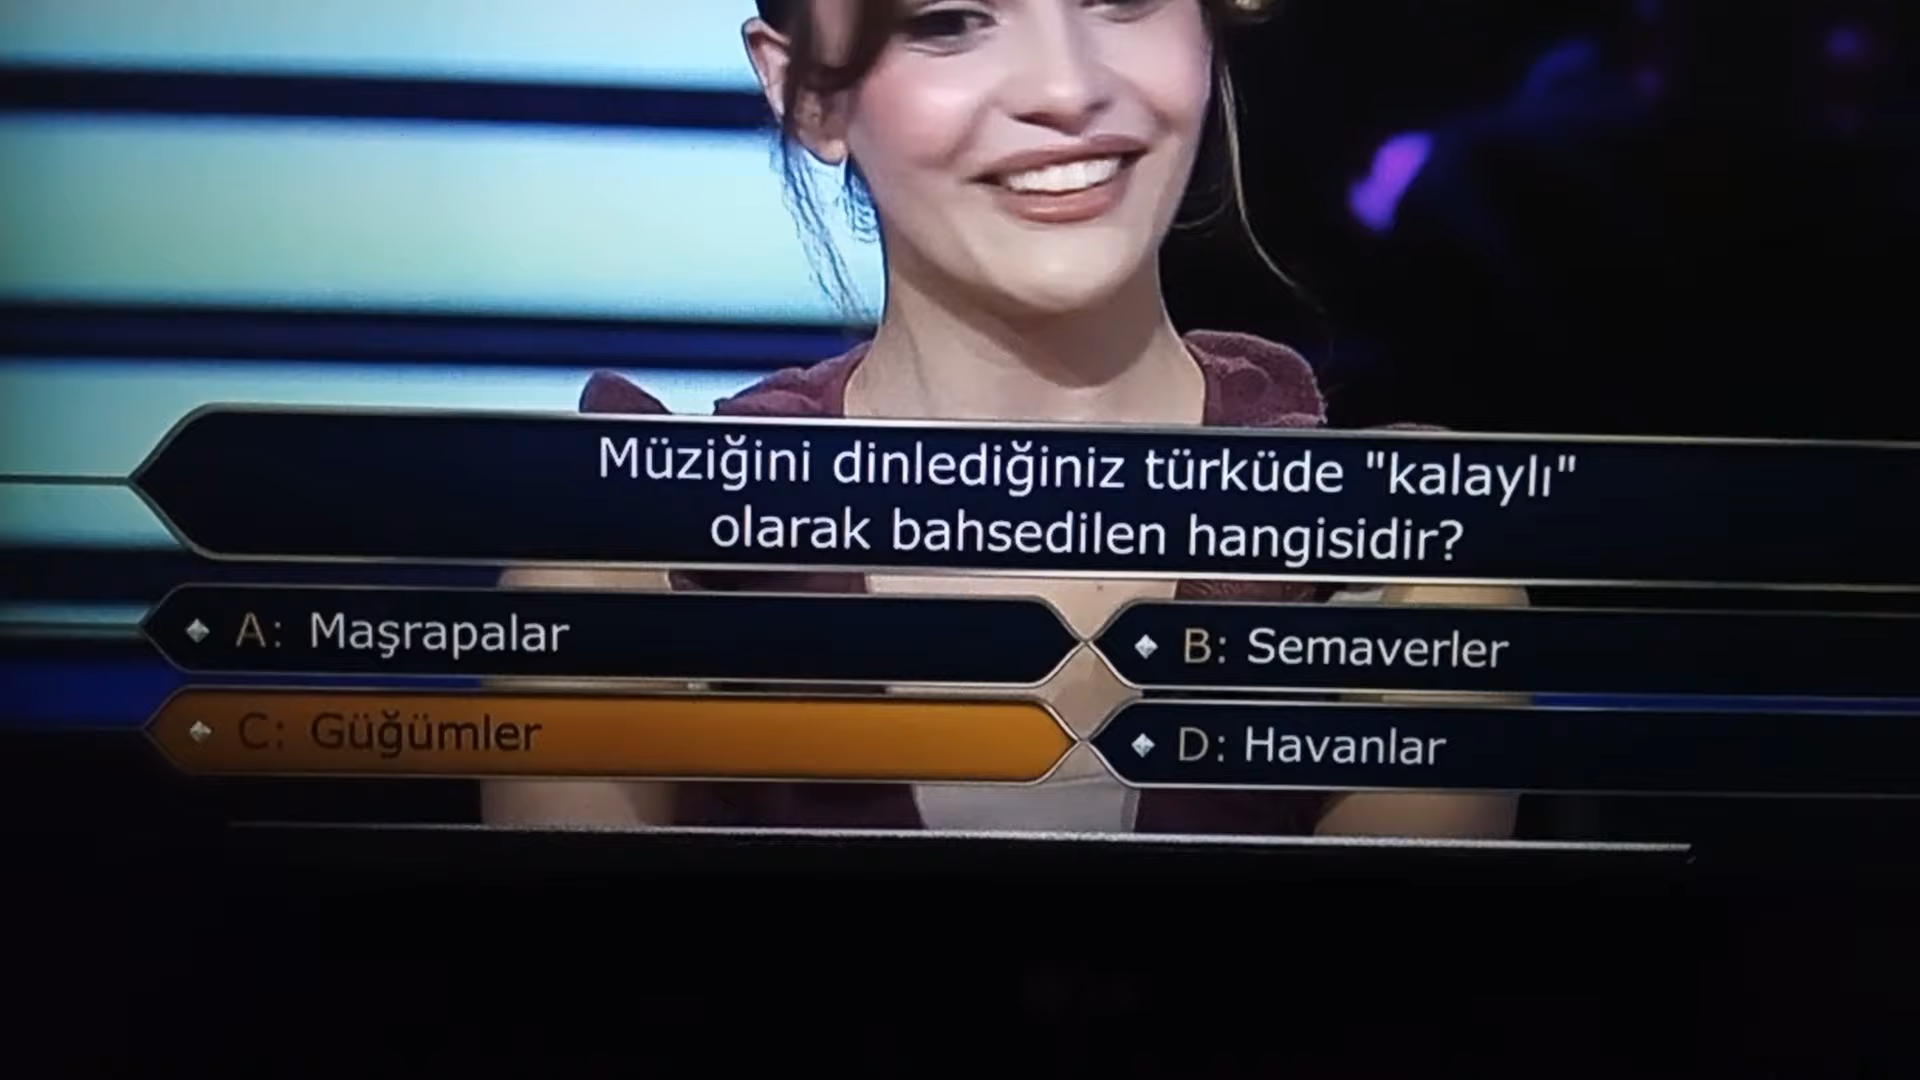 Müziğini dinlediğiniz türküde "kalaylı"
olarak bahsedilen hangisidir?
A: Maşrapalar
B: Semaverler
C: Güğümler
D: Havanlar